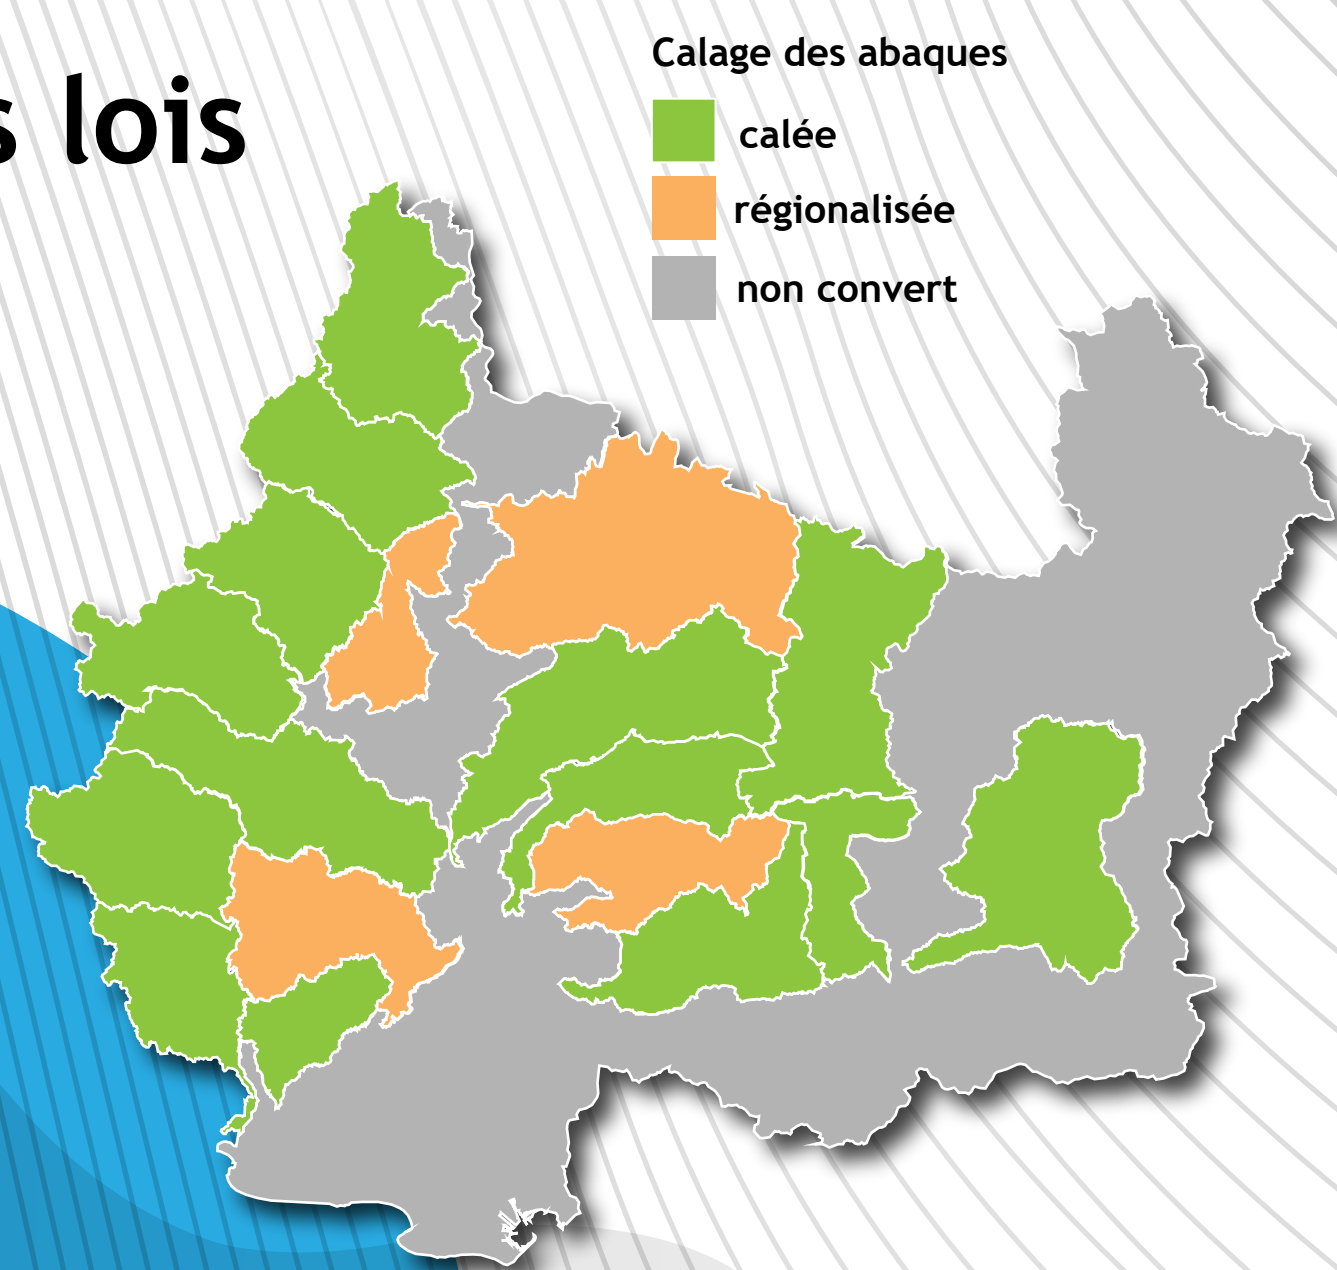 s lois
Calage des abaques
calée
régionalisée
non convert